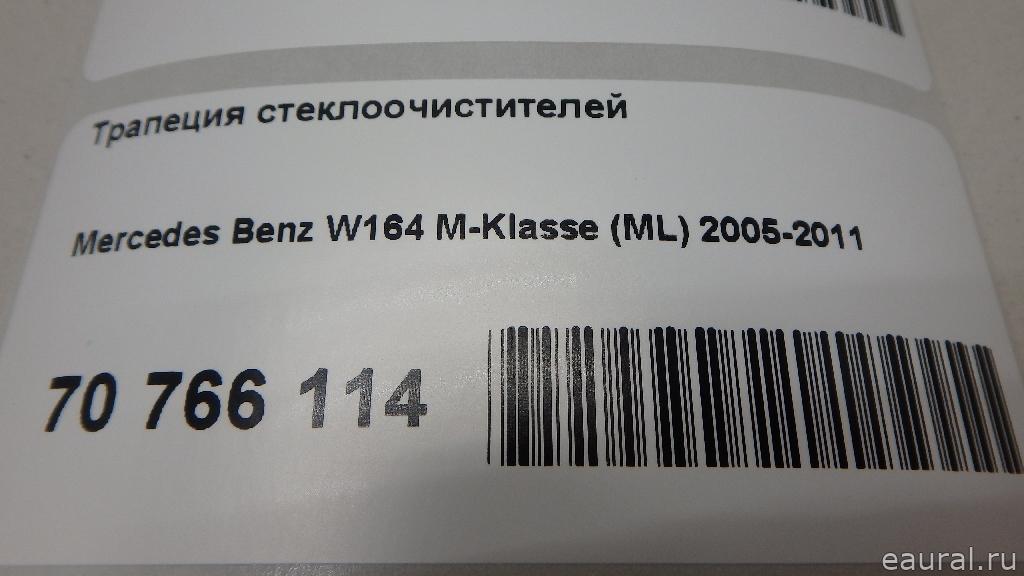 Трапеция стеклоочистителей
Mercedes Benz W164 M-Klasse (ML) 2005-2011
70 766 114
eaural.ru